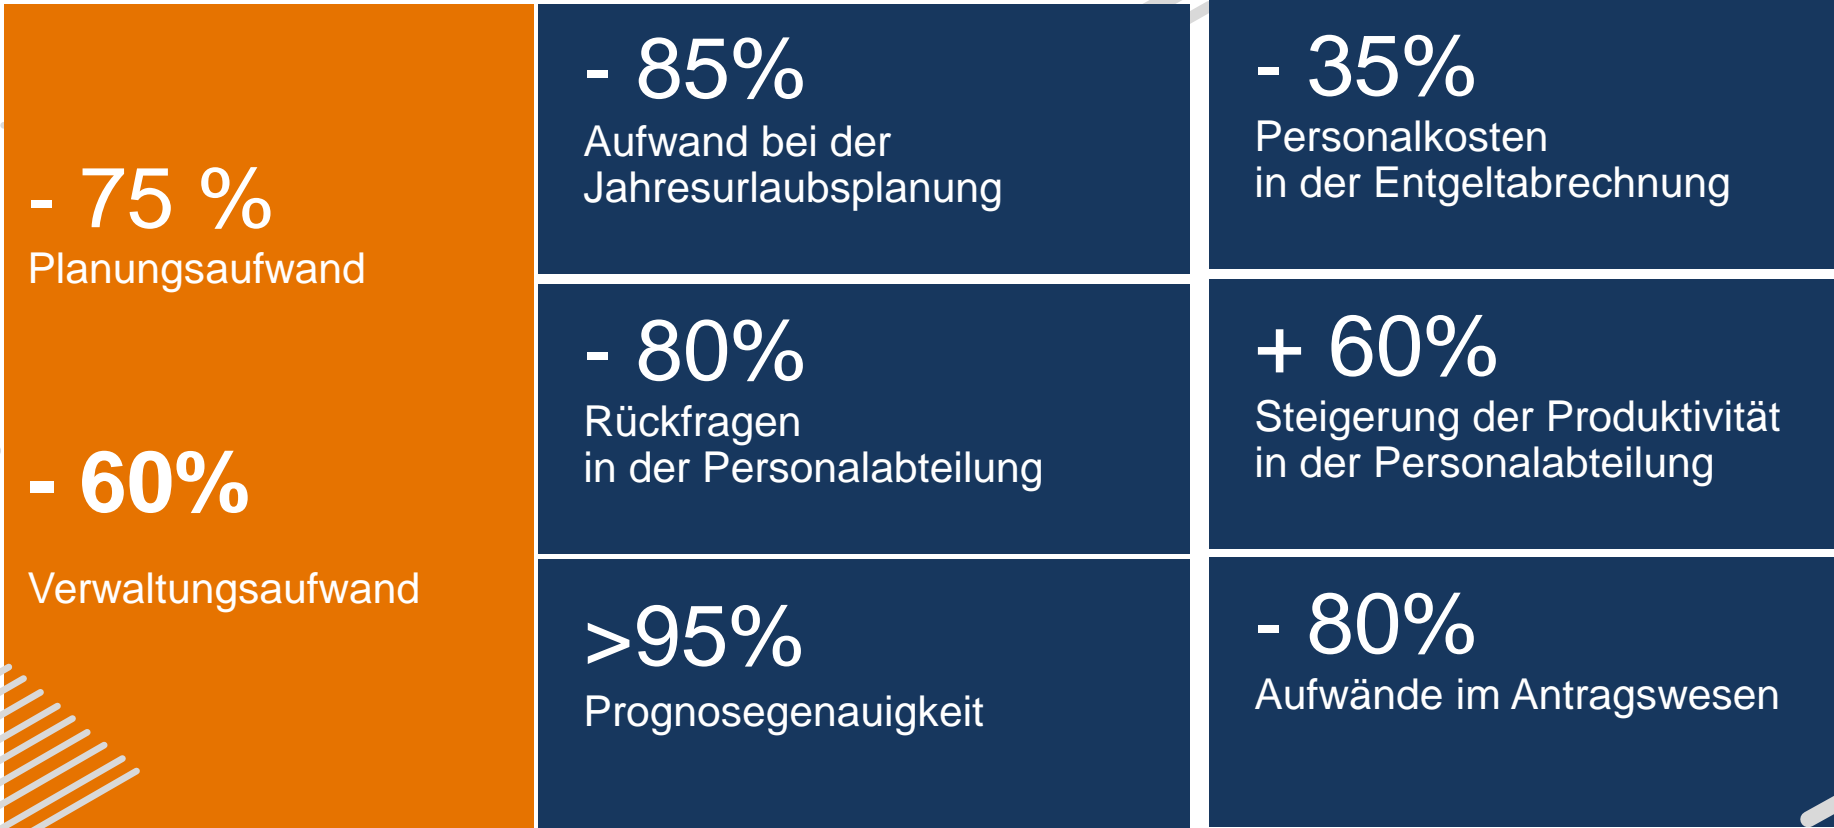 - 75 %
Planungsaufwand
- 60%
Verwaltungsaufwand
- 85%
Aufwand bei der
Jahresurlaubsplanung
- 80%
Rückfragen
in der Personalabteilung
>95%
Prognosegenauigkeit
- 35%
Personalkosten
in der Entgeltabrechnung
+ 60%
Steigerung der Produktivität
in der Personalabteilung
- 80%
Aufwände im Antragswesen